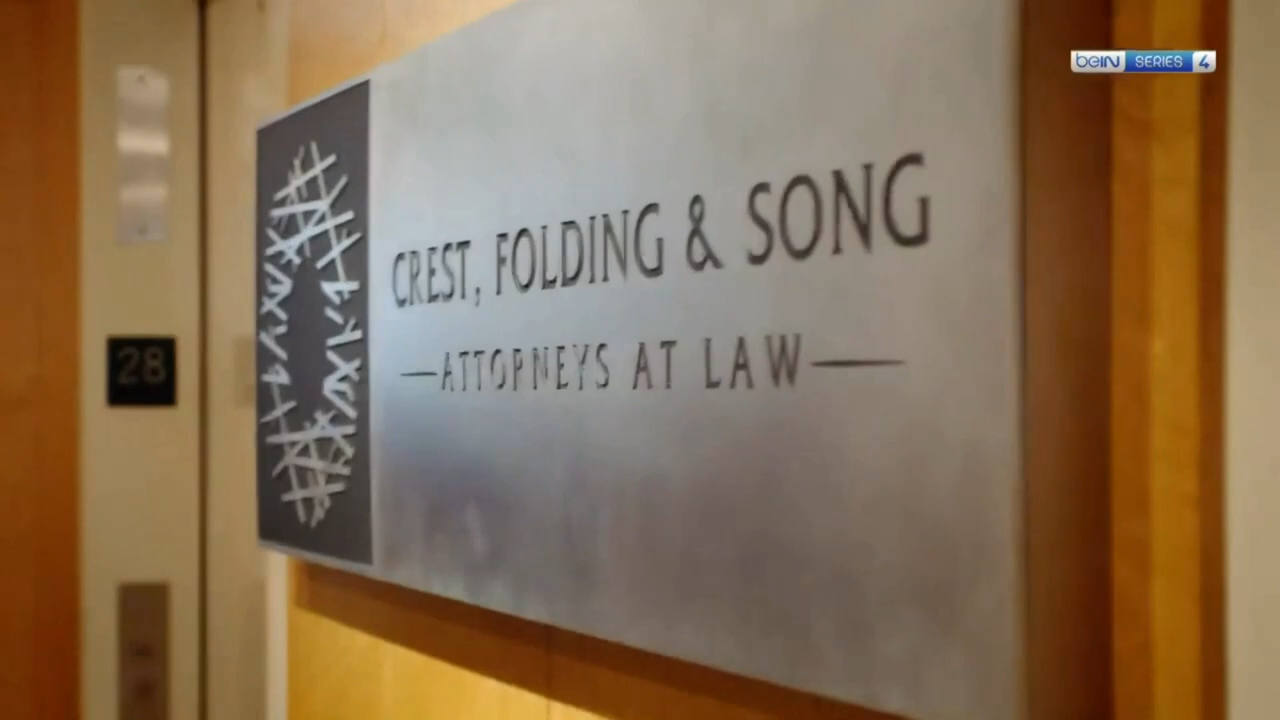 beIN SERIES 4
CREST, FOLDING & SONG
ATTORNEYS AT LAW
28